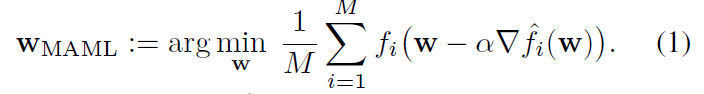 w_MAML := arg min_w 1/M ∑_{i=1}^{M} f_i(w − α∇f̂_i(w)). (1)